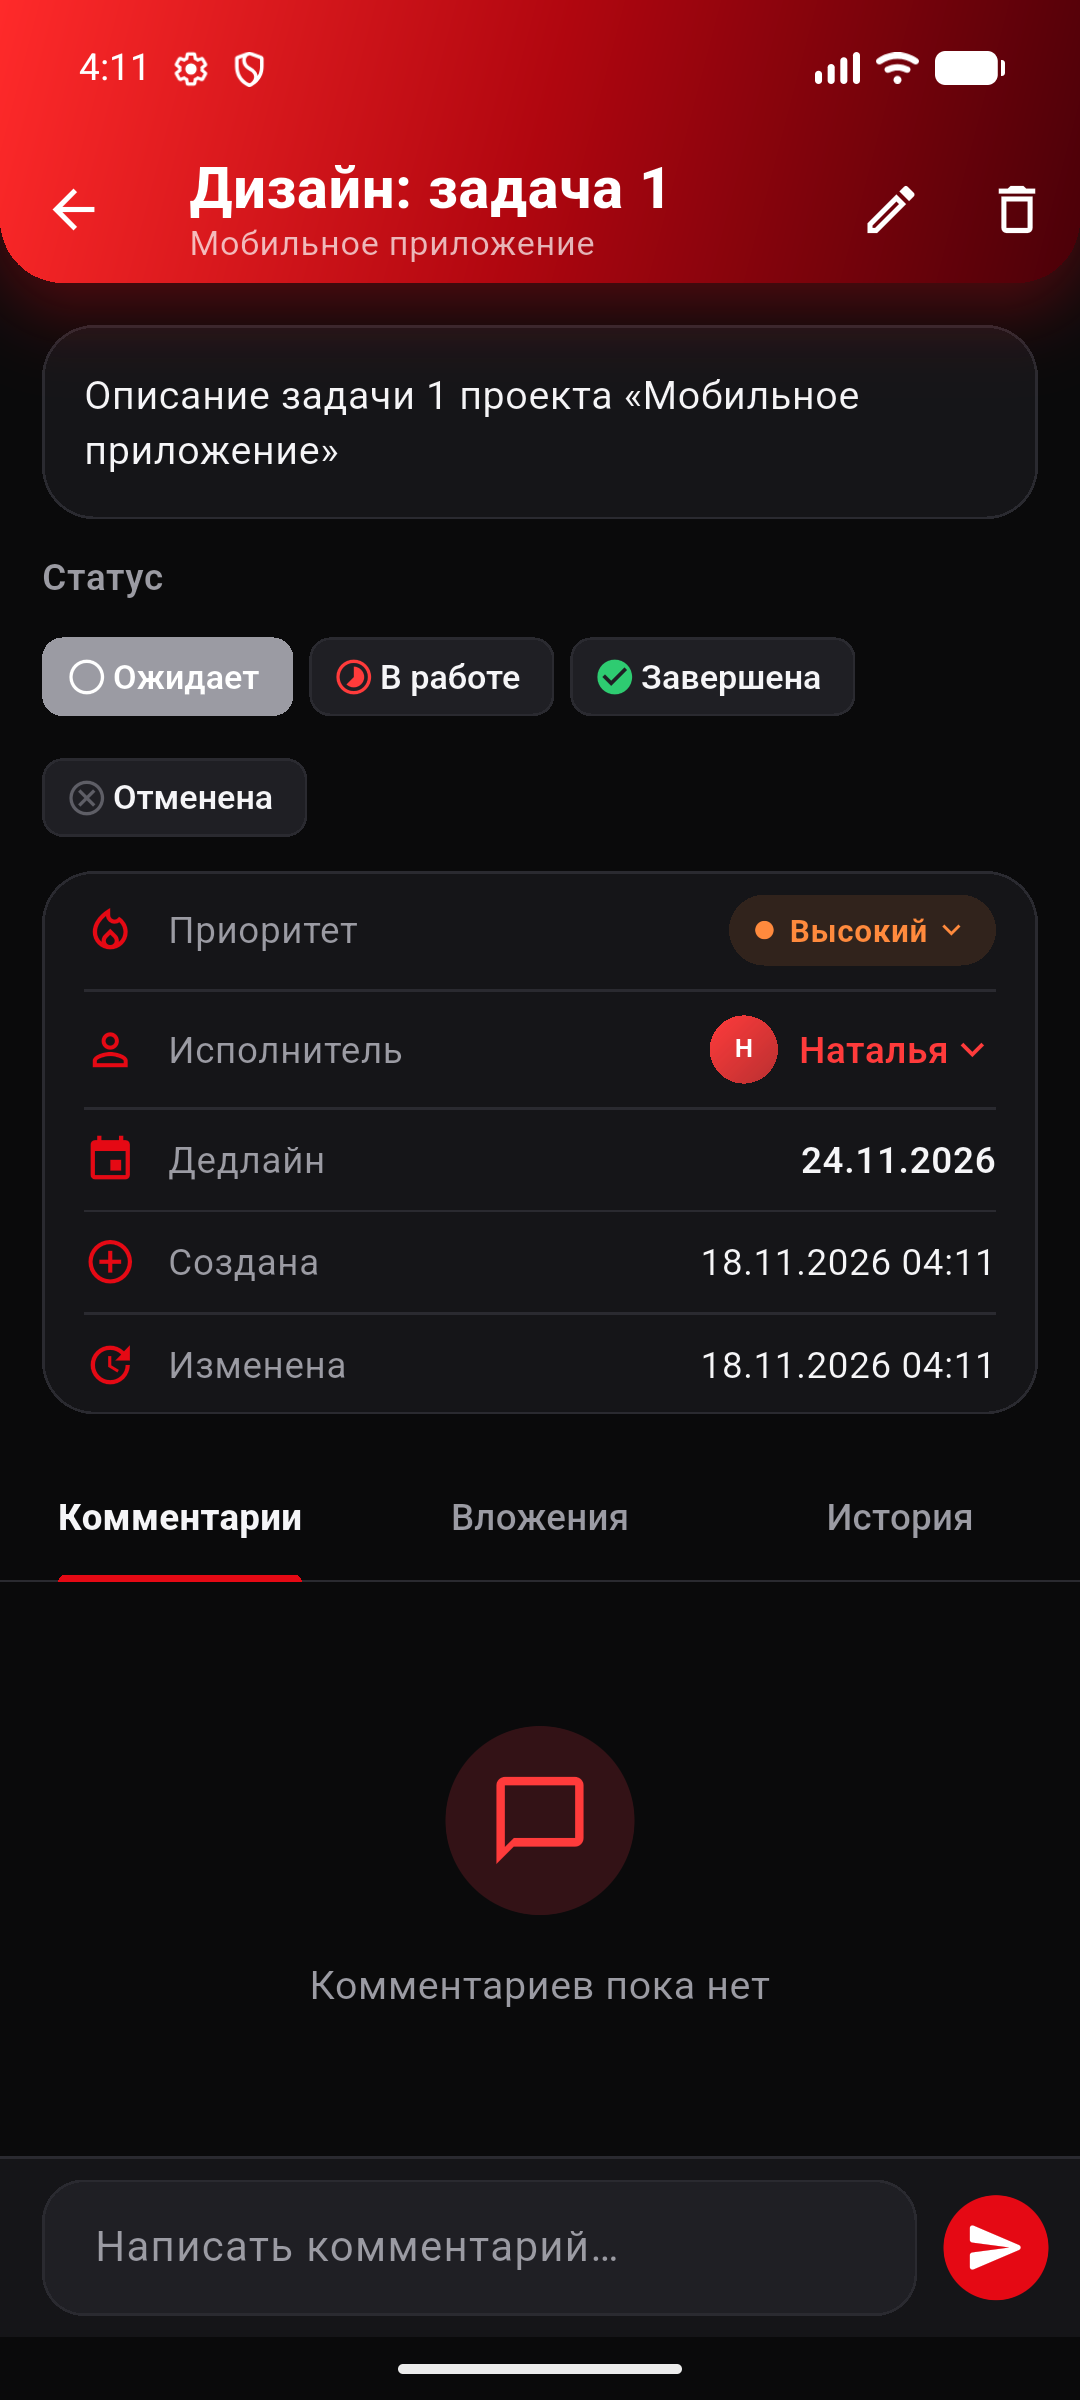 4:11
Дизайн: задача 1
Мобильное приложение
Описание задачи 1 проекта «Мобильное
приложение»
Статус
Ожидает
В работе
Завершена
Отменена
Приоритет
Высокий
Исполнитель
Н
Наталья
Дедлайн
24.11.2026
Создана
18.11.2026 04:11
Изменена
18.11.2026 04:11
Комментарии
Вложения
История
Комментариев пока нет
Написать комментарий…